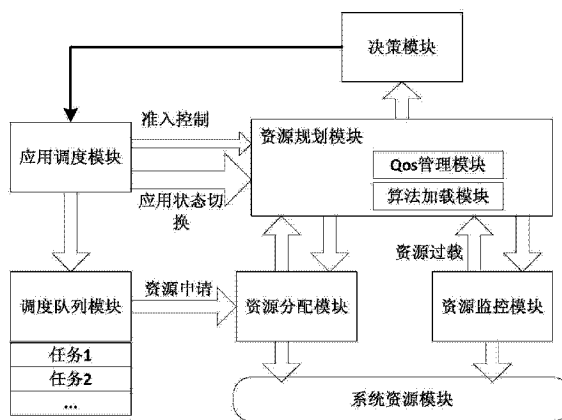 决策模块
准入控制
资源规划模块
应用调度模块
Qos管理模块
算法加载模块
应用状态切
换
资源过载
资源申请
调度队列模块
资源分配模块
资源监控模块
任务1
任务2
...
系统资源模块